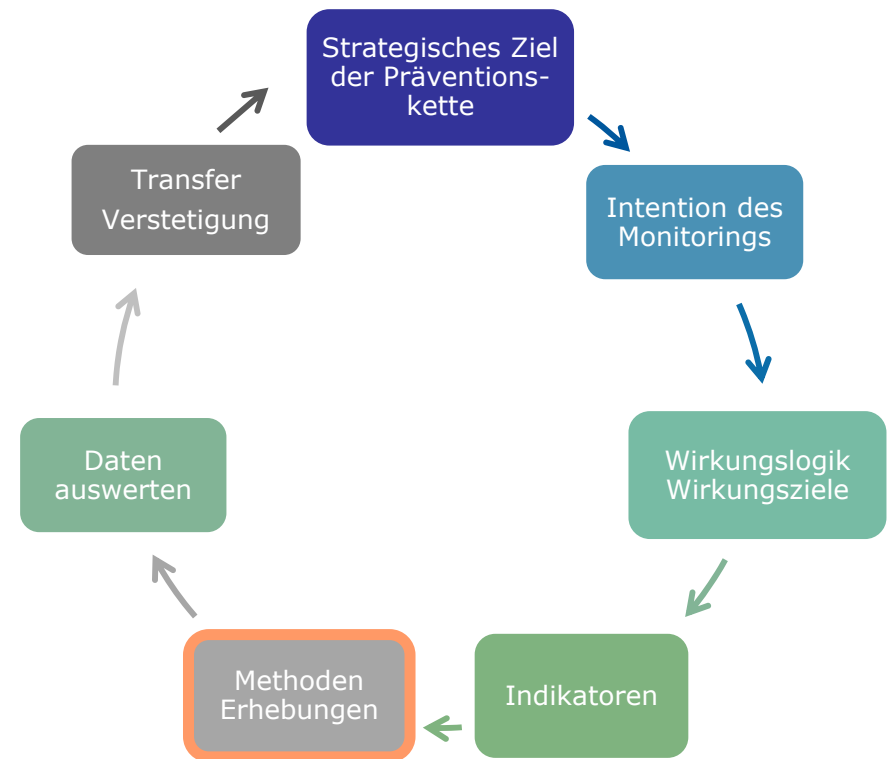 Strategisches Ziel
der Präventions-
kette
Intention des
Monitorings
Wirkungslogik
Wirkungsziele
Indikatoren
Methoden
Erhebungen
Daten
auswerten
Transfer
Verstetigung